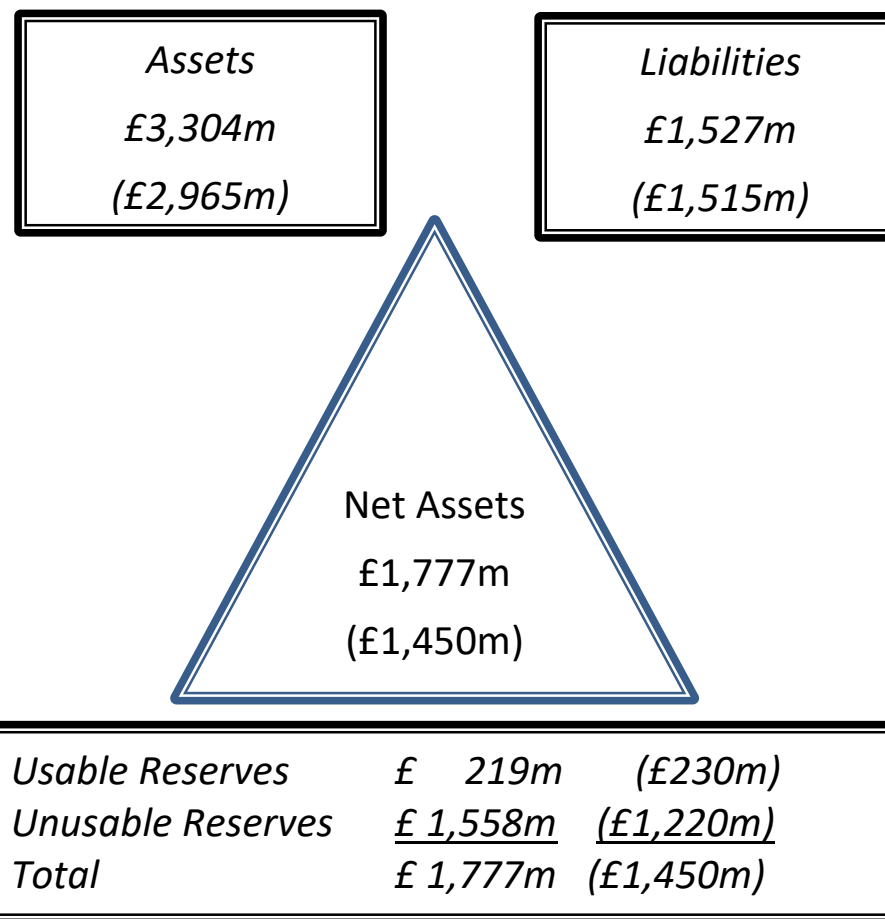 Assets
£3,304m
(£2,965m)
Liabilities
£1,527m
(£1,515m)
Net Assets
£1,777m
(£1,450m)
Usable Reserves £ 219m (£230m)
Unusable Reserves £ 1,558m (£1,220m)
Total £ 1,777m (£1,450m)